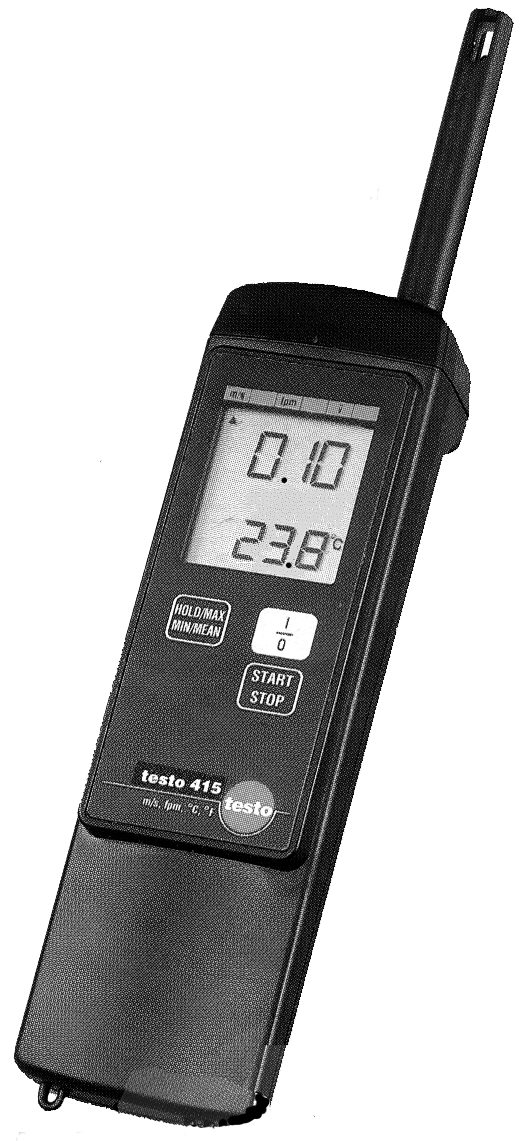 m/s fpm
0.10
23.8 °C
HOLD/MAX
MIN/MEAN
I
0
START
STOP
testo 415
m/s, fpm, °C, °F
testo